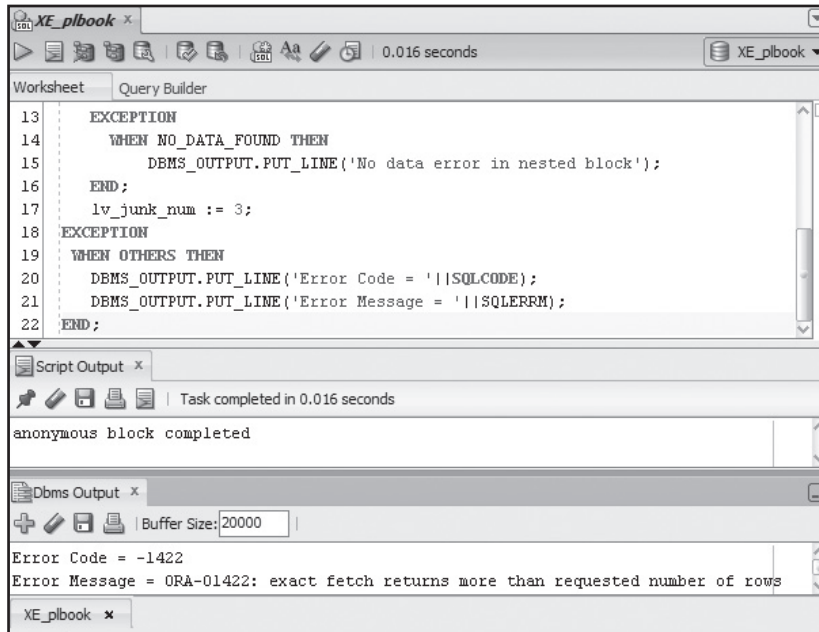 XE_plbook
0.016 seconds
XE_plbook
Worksheet Query Builder
13 EXCEPTION
14 WHEN NO_DATA_FOUND THEN
15 DBMS_OUTPUT.PUT_LINE('No data error in nested block');
16 END;
17 lv_junk_num := 3;
18 EXCEPTION
19 WHEN OTHERS THEN
20 DBMS_OUTPUT.PUT_LINE('Error Code = '||SQLCODE);
21 DBMS_OUTPUT.PUT_LINE('Error Message = '||SQLERRM);
22 END;
Script Output
Task completed in 0.016 seconds
anonymous block completed
Dbms Output
Buffer Size: 20000
Error Code = -1422
Error Message = ORA-01422: exact fetch returns more than requested number of rows
XE_plbook